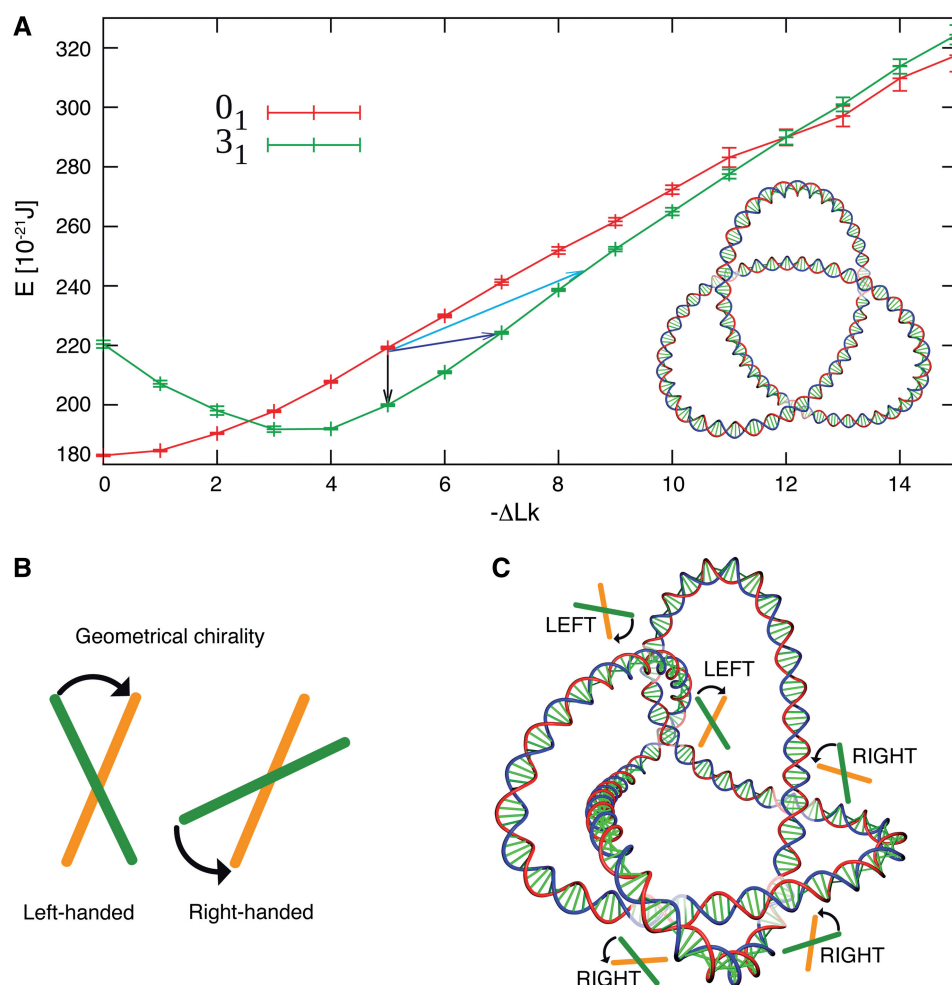 A
E [10⁻²¹J]
320
300
280
260
240
220
200
180
0₁
3₁
0 2 4 6 8 10 12 14
-ΔLk
B
Geometrical chirality
Left-handed Right-handed
C
LEFT
LEFT
RIGHT
RIGHT
RIGHT